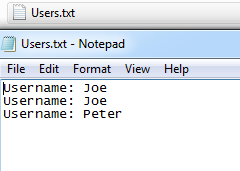 Users.txt
Users.txt - Notepad
File Edit Format View Help
Username: Joe
Username: Joe
Username: Peter